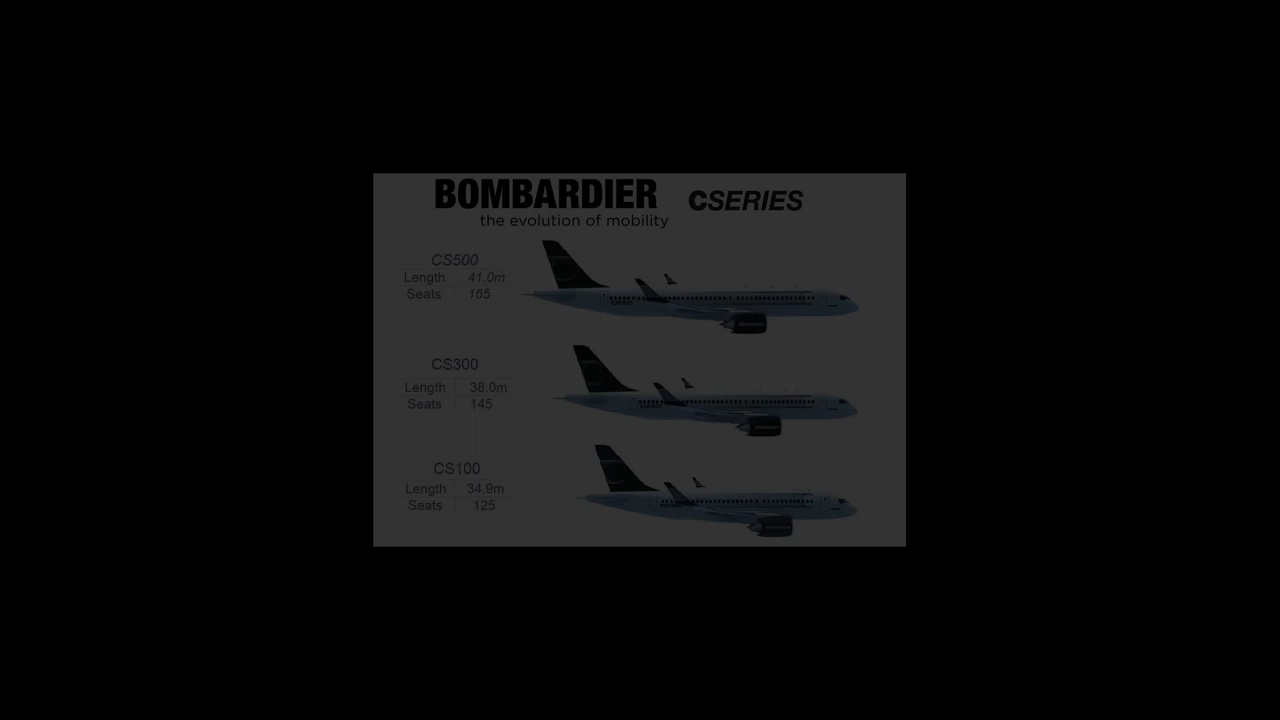 BOMBARDIER CSERIES
the evolution of mobility
CS500
Length 41.0m
Seats 165
CS300
Length 38.0m
Seats 145
CS100
Length 34.9m
Seats 125